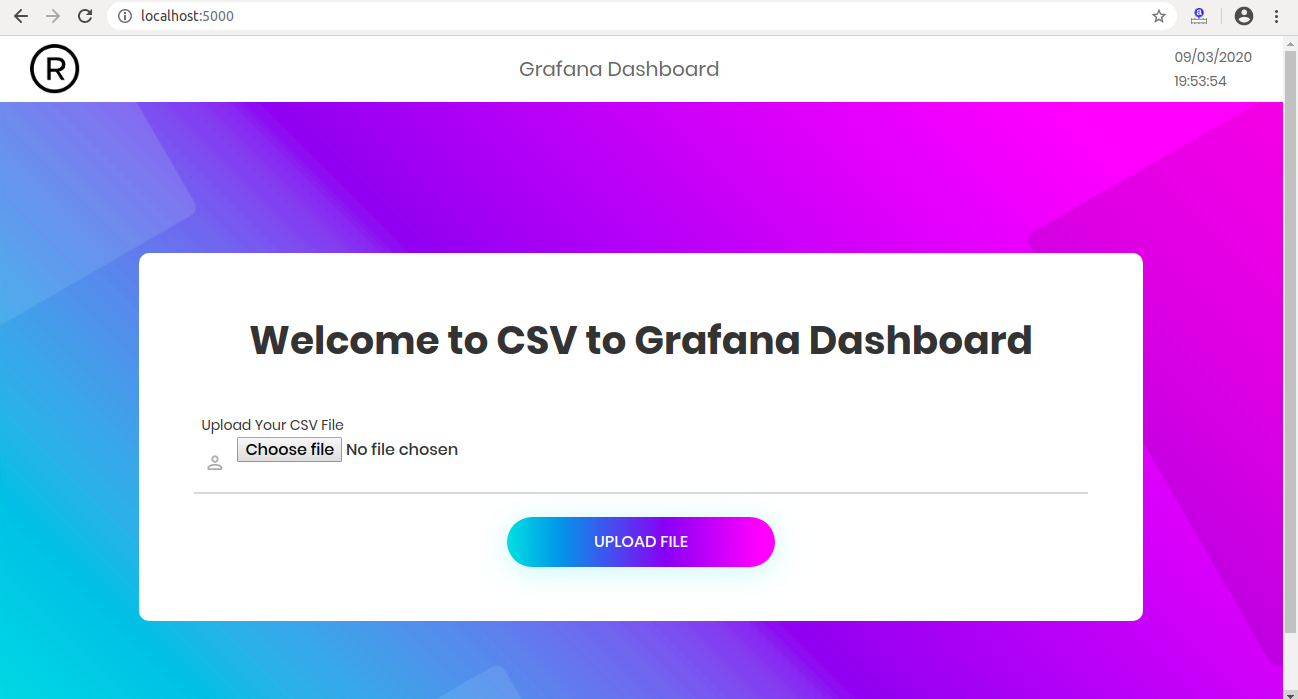 localhost:5000
R
Grafana Dashboard
09/03/2020
19:53:54
Welcome to CSV to Grafana Dashboard
Upload Your CSV File
Choose file No file chosen
UPLOAD FILE